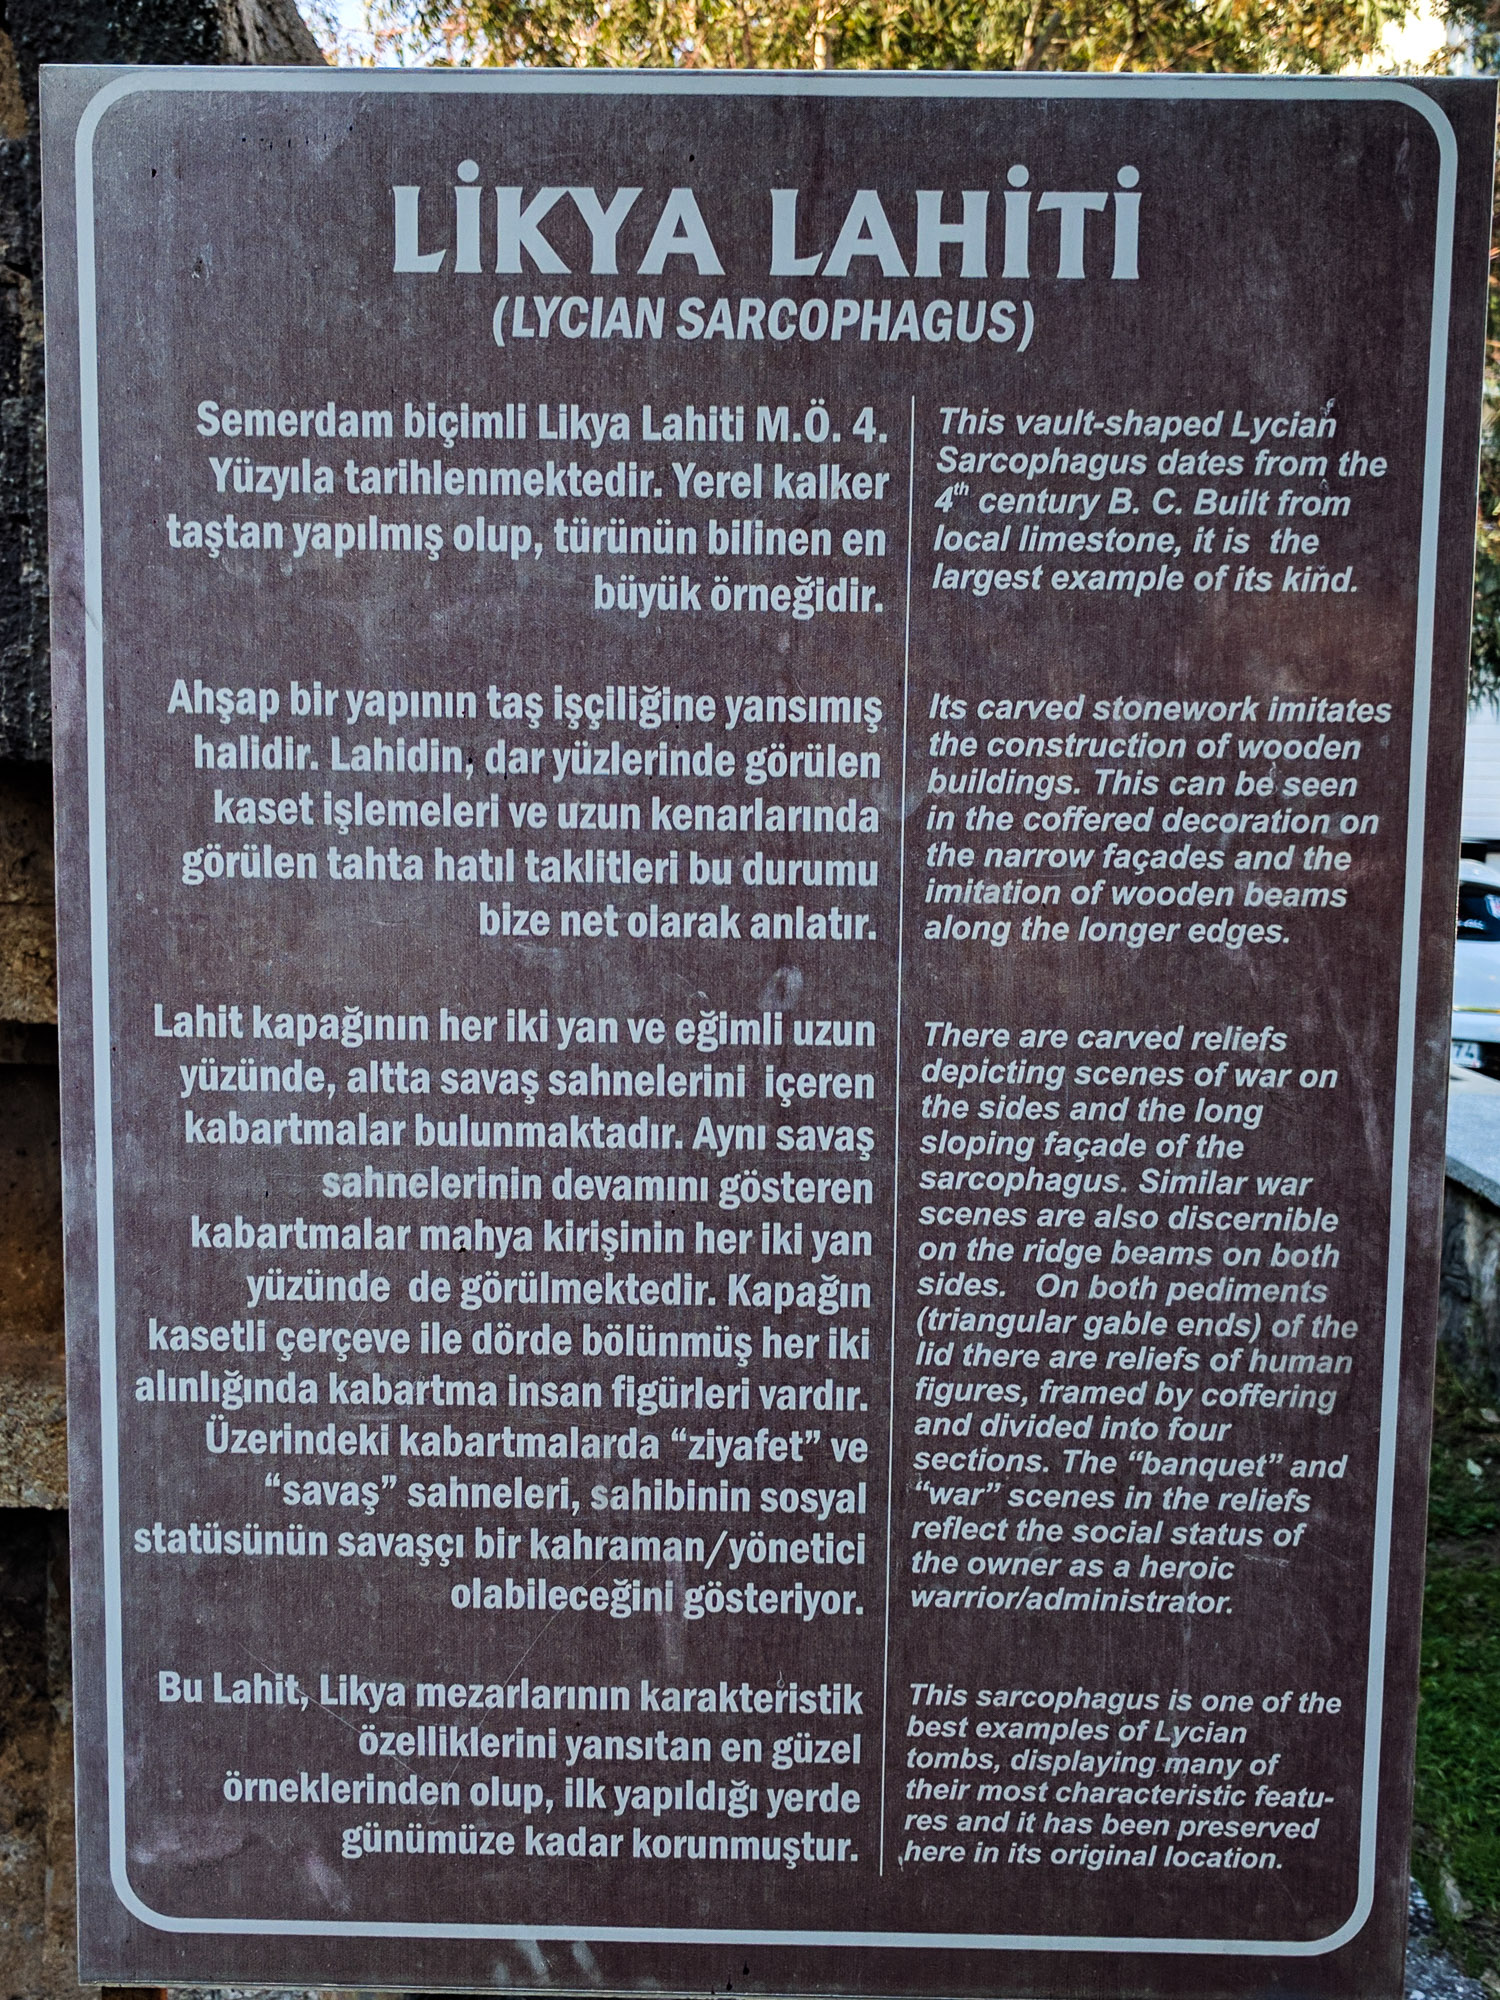 LİKYA LAHİTİ
(LYCIAN SARCOPHAGUS)
Semerdam biçimli Likya Lahiti M.Ö. 4.
Yüzyıla tarihlenmektedir. Yerel kalker
taştan yapılmış olup, türünün bilinen en
büyük örneğidir.
Ahşap bir yapının taş işçiliğine yansımış
halidir. Lahidin, dar yüzlerinde görülen
kaset işlemeleri ve uzun kenarlarında
görülen tahta hatıl taklitleri bu durumu
bize net olarak anlatır.
Lahit kapağının her iki yan ve eğimli uzun
yüzünde, altta savaş sahnelerini içeren
kabartmalar bulunmaktadır. Aynı savaş
sahnelerinin devamını gösteren
kabartmalar mahya kirişinin her iki yan
yüzünde de görülmektedir. Kapağın
kasetli çerçeve ile dörde bölünmüş her iki
alınlığında kabartma insan figürleri vardır.
Üzerindeki kabartmalarda “ziyafet” ve
“savaş” sahneleri, sahibinin sosyal
statüsünün savaşçı bir kahraman/yönetici
olabileceğini gösteriyor.
Bu Lahit, Likya mezarlarının karakteristik
özelliklerini yansıtan en güzel
örneklerinden olup, ilk yapıldığı yerde
günümüze kadar korunmuştur.
This vault-shaped Lycian
Sarcophagus dates from the
4th century B. C. Built from
local limestone, it is the
largest example of its kind.
Its carved stonework imitates
the construction of wooden
buildings. This can be seen
in the coffered decoration on
the narrow façades and the
imitation of wooden beams
along the longer edges.
There are carved reliefs
depicting scenes of war on
the sides and the long
sloping façade of the
sarcophagus. Similar war
scenes are also discernible
on the ridge beams on both
sides. On both pediments
(triangular gable ends) of the
lid there are reliefs of human
figures, framed by coffering
and divided into four
sections. The “banquet” and
“war” scenes in the reliefs
reflect the social status of
the owner as a heroic
warrior/administrator.
This sarcophagus is one of the
best examples of Lycian
tombs, displaying many of
their most characteristic featu-
res and it has been preserved
here in its original location.
74